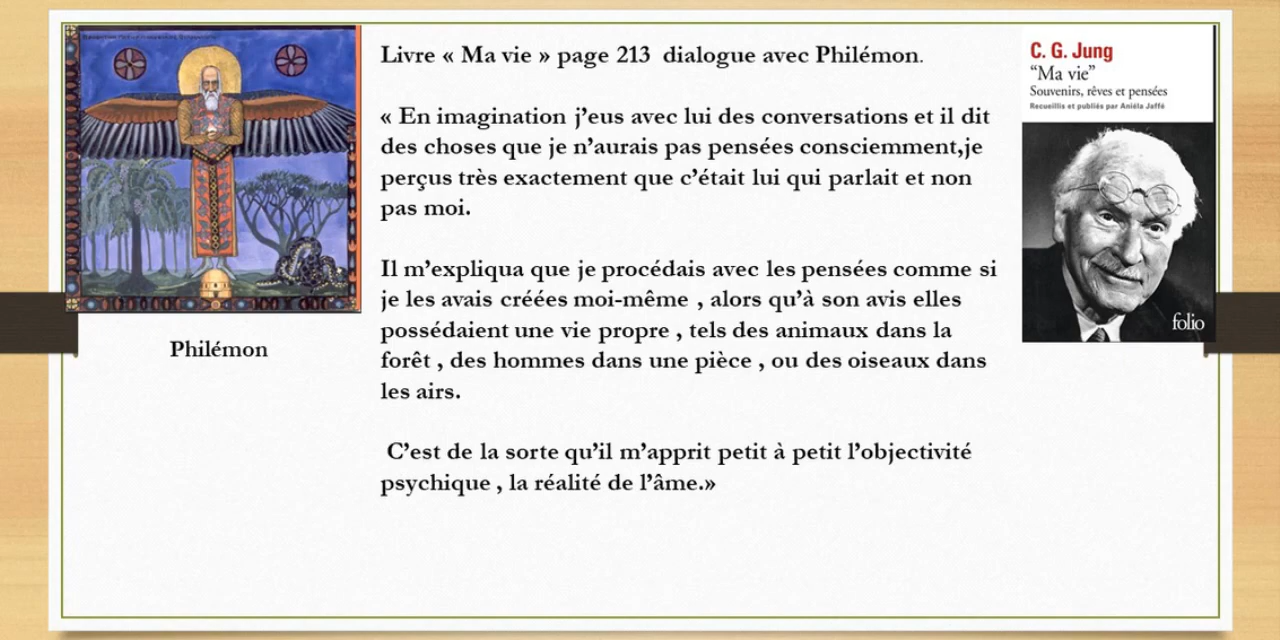 Livre « Ma vie » page 213 dialogue avec Philémon.
« En imagination j'eus avec lui des conversations et il dit
des choses que je n'aurais pas pensées consciemment,je
perçus très exactement que c'était lui qui parlait et non
pas moi.
Il m'expliqua que je procédais avec les pensées comme si
je les avais créées moi-même , alors qu'à son avis elles
possédaient une vie propre , tels des animaux dans la
forêt , des hommes dans une pièce , ou des oiseaux dans
les airs.
C'est de la sorte qu'il m'apprit petit à petit l'objectivité
psychique , la réalité de l'âme.»
Philémon
C. G. Jung
“Ma vie”
Souvenirs, rêves et pensées
Recueillis et publiés par Aniéla Jaffé
folio